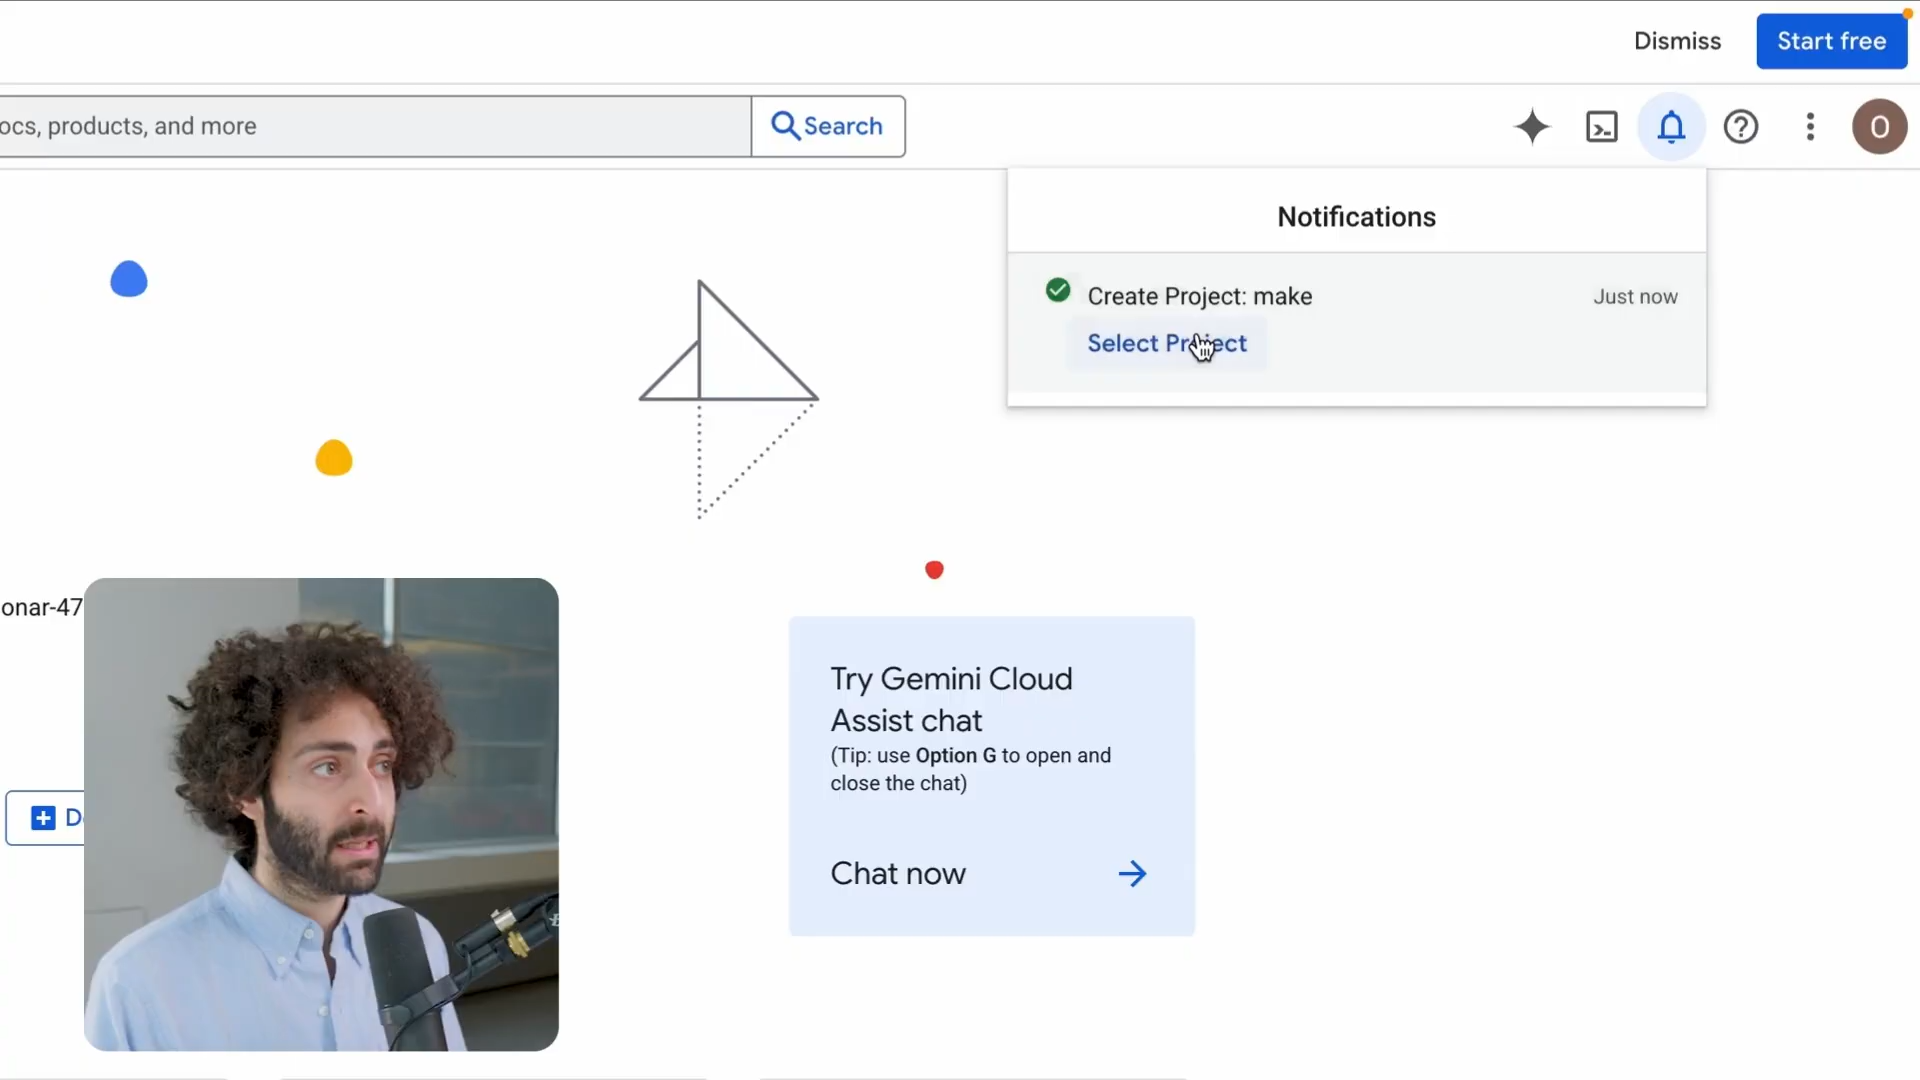 Dismiss
Start free
ocs, products, and more
Search
O
Notifications
Create Project: make
Just now
Select Project
onar-47
Try Gemini Cloud
Assist chat
(Tip: use Option G to open and
close the chat)
Chat now